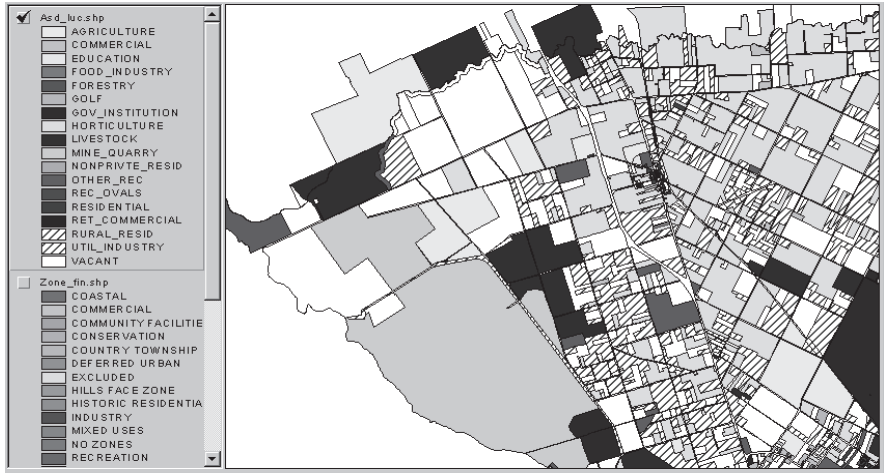 Asd_luc.shp
AGRICULTURE
COMMERCIAL
EDUCATION
FOOD_INDUSTRY
FORESTRY
GOLF
GOV_INSTITUTION
HORTICULTURE
LIVESTOCK
MINE_QUARRY
NONPRIVTE_RESID
OTHER_REC
REC_OVALS
RESIDENTIAL
RET_COMMERCIAL
RURAL_RESID
UTIL_INDUSTRY
VACANT
Zone_fin.shp
COASTAL
COMMERCIAL
COMMUNITY FACILITIE
CONSERVATION
COUNTRY TOWNSHIP
DEFERRED URBAN
EXCLUDED
HILLS FACE ZONE
HISTORIC RESIDENTIA
INDUSTRY
MIXED USES
NO ZONES
RECREATION